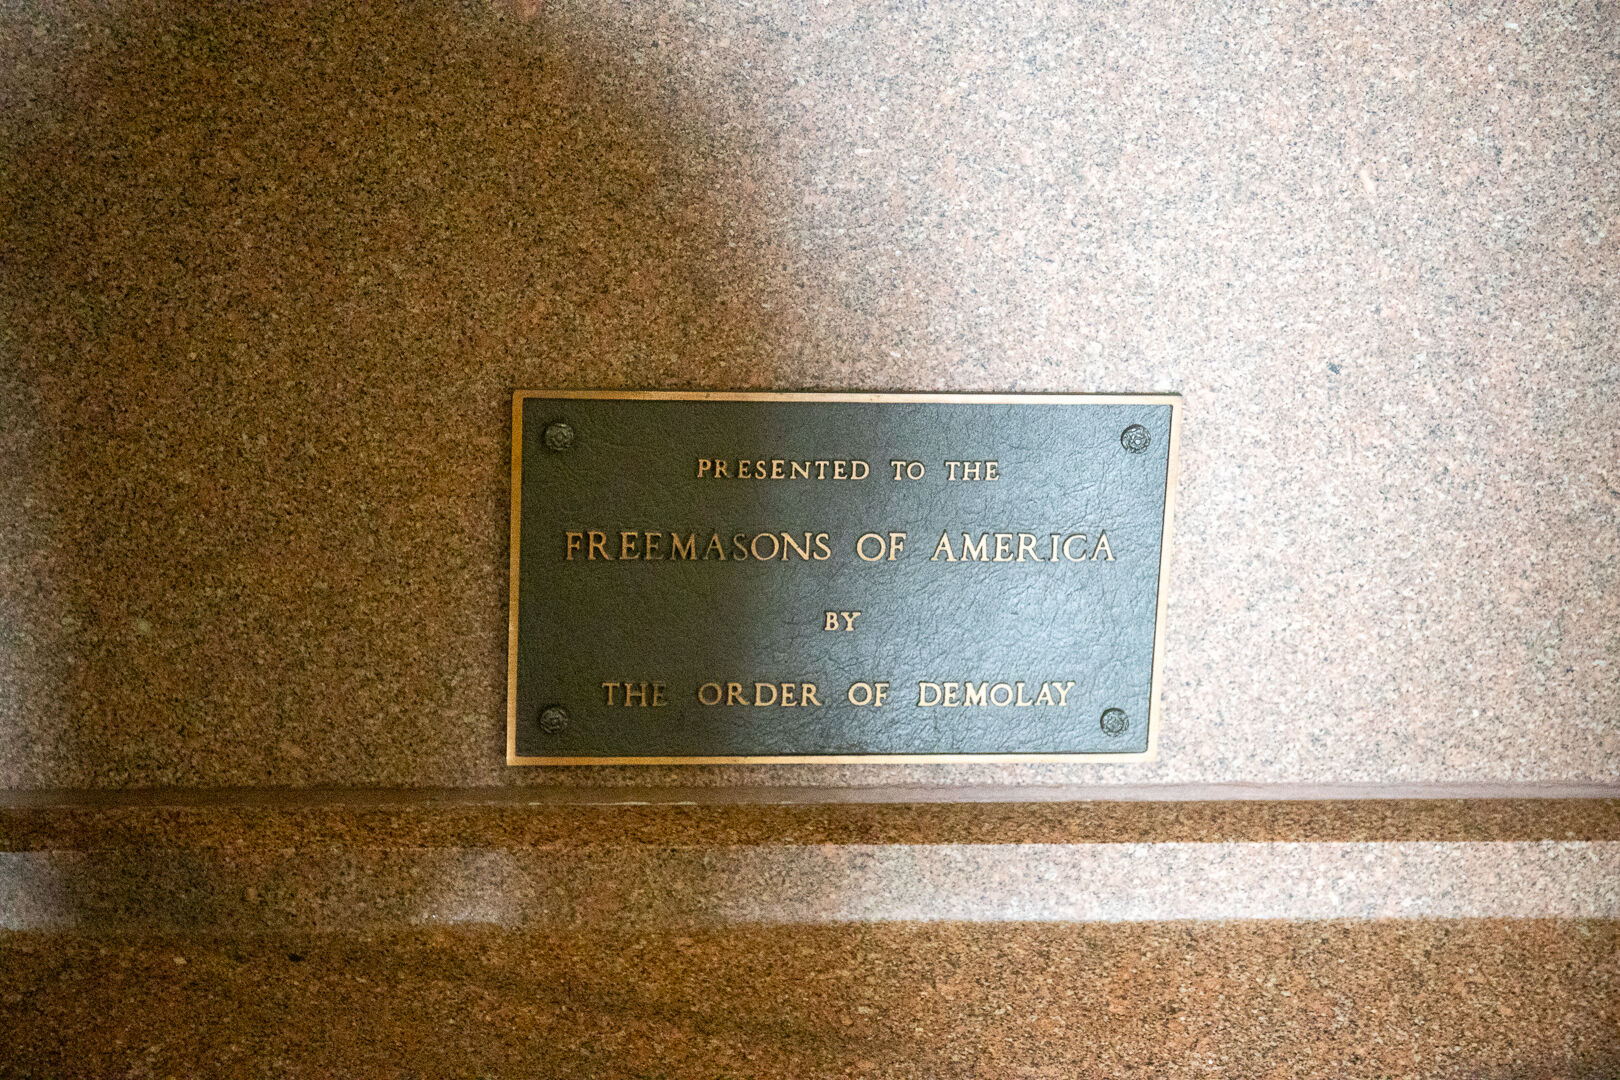 PRESENTED TO THE
FREEMASONS OF AMERICA
BY
THE ORDER OF DEMOLAY